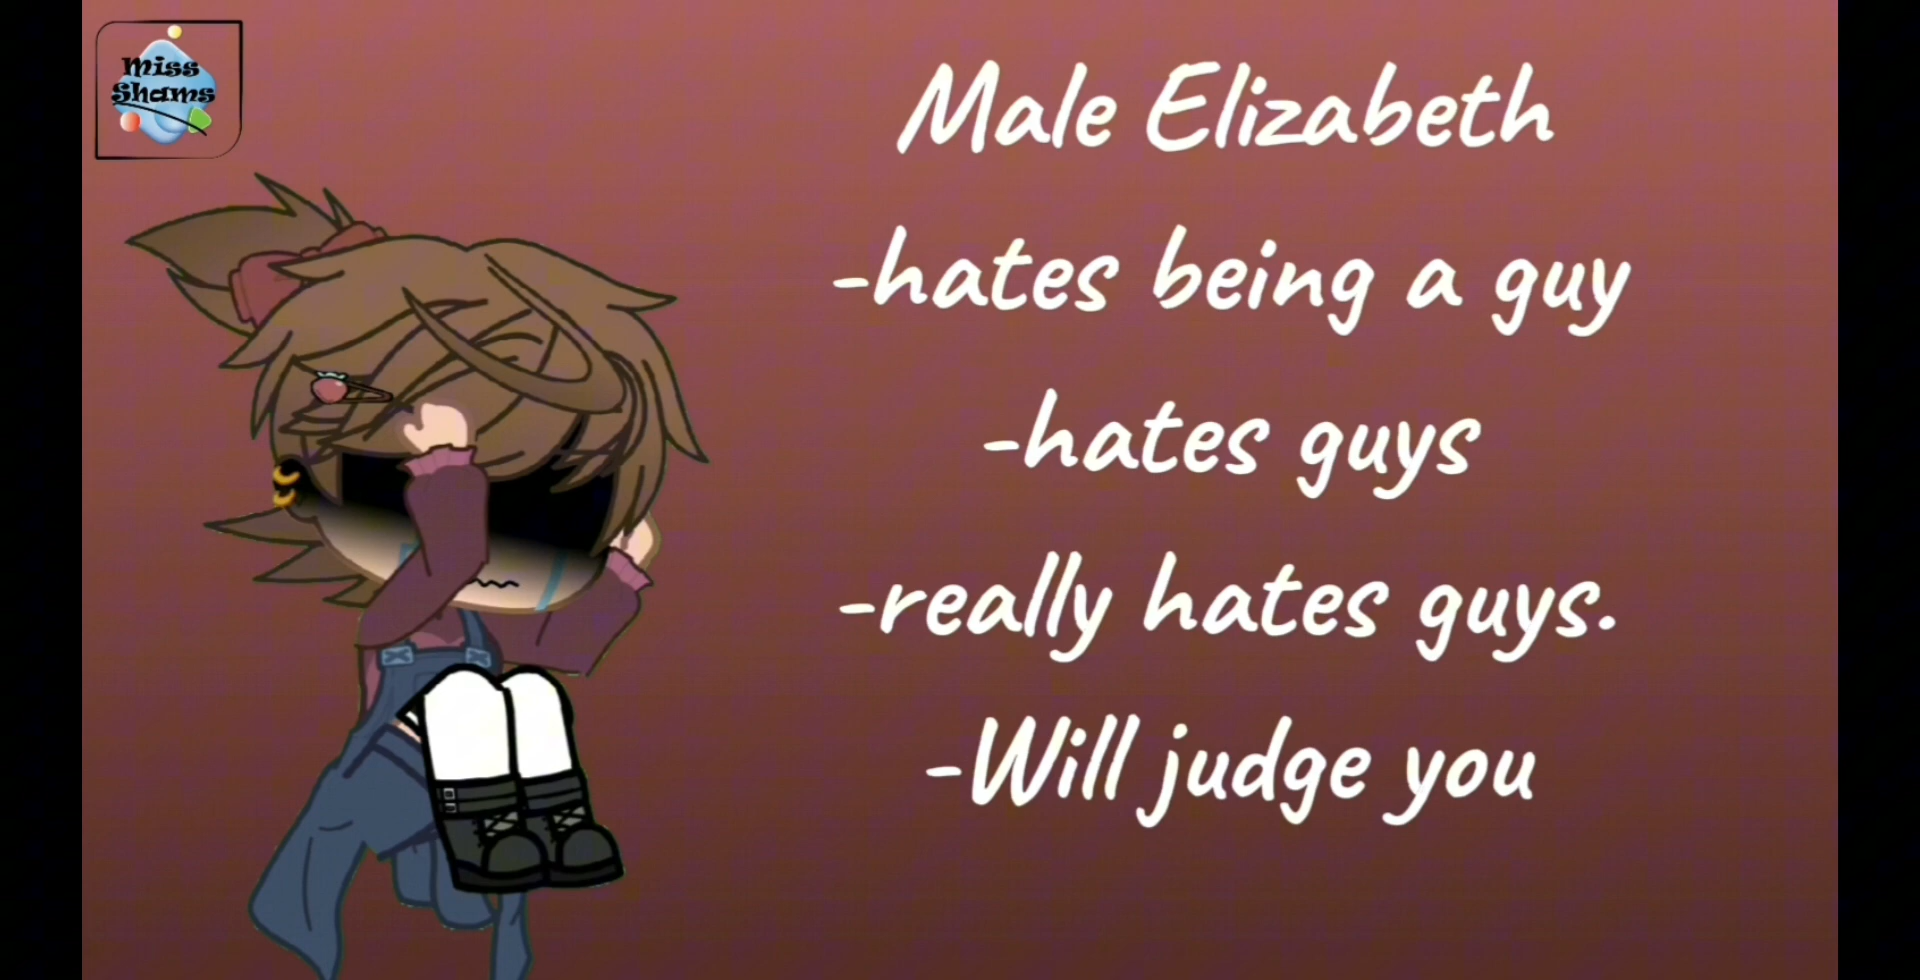 Miss
Shams
Male Elizabeth
-hates being a guy
-hates guys
-really hates guys.
-Will judge you